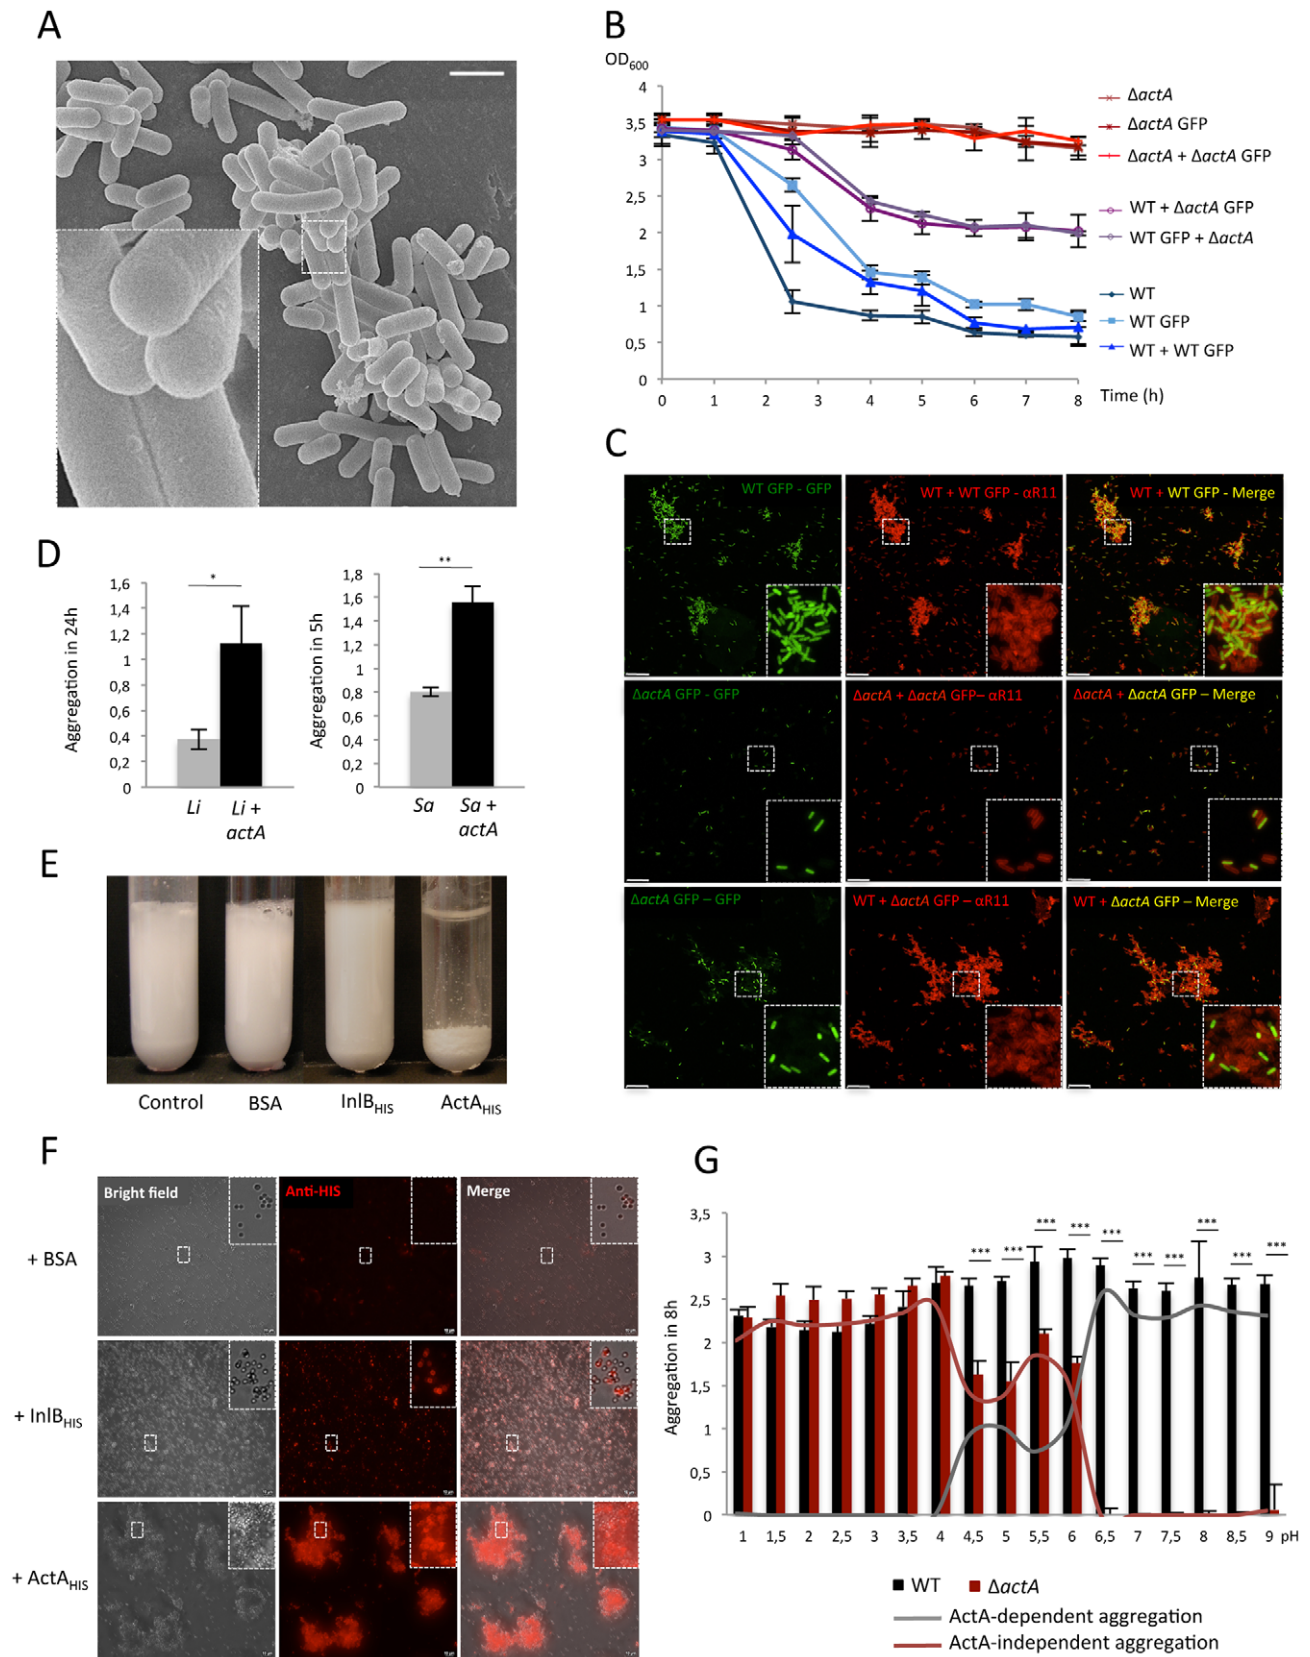 A
B
OD600
4
3,5
3
2,5
2
1,5
1
0,5
0
0 1 2 3 4 5 6 7 8 Time (h)
ΔactA
ΔactA GFP
ΔactA + ΔactA GFP
WT + ΔactA GFP
WT GFP + ΔactA
WT
WT GFP
WT + WT GFP
C
WT GFP - GFP
WT + WT GFP - αR11
WT + WT GFP - Merge
ΔactA GFP - GFP
ΔactA + ΔactA GFP– αR11
ΔactA + ΔactA GFP – Merge
ΔactA GFP – GFP
WT + ΔactA GFP – αR11
WT + ΔactA GFP – Merge
D
Aggregation in 24h
1,6
1,4
1,2
1
0,8
0,6
0,4
0,2
0
*
Li
Li + actA
Aggregation in 5h
1,8
1,6
1,4
1,2
1
0,8
0,6
0,4
0,2
0
**
Sa
Sa + actA
E
Control BSA InlBHIS ActAHIS
F
Bright field
Anti-HIS
Merge
+ BSA
+ InlBHIS
+ ActAHIS
G
Aggregation in 8h
3,5
3
2,5
2
1,5
1
0,5
0
*** *** *** *** *** *** *** *** *** ***
1 1,5 2 2,5 3 3,5 4 4,5 5 5,5 6 6,5 7 7,5 8 8,5 9 pH
WT ΔactA
ActA-dependent aggregation
ActA-independent aggregation